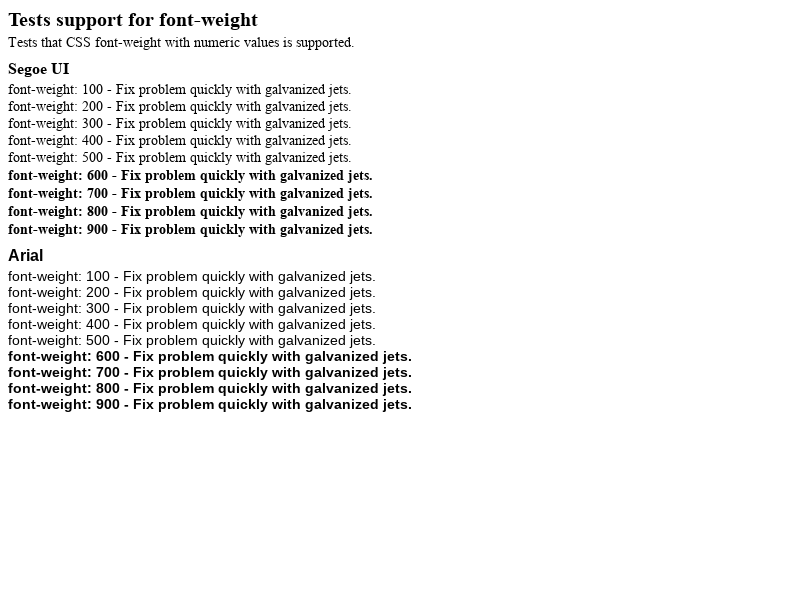 Tests support for font-weight
Tests that CSS font-weight with numeric values is supported.
Segoe UI
font-weight: 100 - Fix problem quickly with galvanized jets.
font-weight: 200 - Fix problem quickly with galvanized jets.
font-weight: 300 - Fix problem quickly with galvanized jets.
font-weight: 400 - Fix problem quickly with galvanized jets.
font-weight: 500 - Fix problem quickly with galvanized jets.
font-weight: 600 - Fix problem quickly with galvanized jets.
font-weight: 700 - Fix problem quickly with galvanized jets.
font-weight: 800 - Fix problem quickly with galvanized jets.
font-weight: 900 - Fix problem quickly with galvanized jets.
Arial
font-weight: 100 - Fix problem quickly with galvanized jets.
font-weight: 200 - Fix problem quickly with galvanized jets.
font-weight: 300 - Fix problem quickly with galvanized jets.
font-weight: 400 - Fix problem quickly with galvanized jets.
font-weight: 500 - Fix problem quickly with galvanized jets.
font-weight: 600 - Fix problem quickly with galvanized jets.
font-weight: 700 - Fix problem quickly with galvanized jets.
font-weight: 800 - Fix problem quickly with galvanized jets.
font-weight: 900 - Fix problem quickly with galvanized jets.